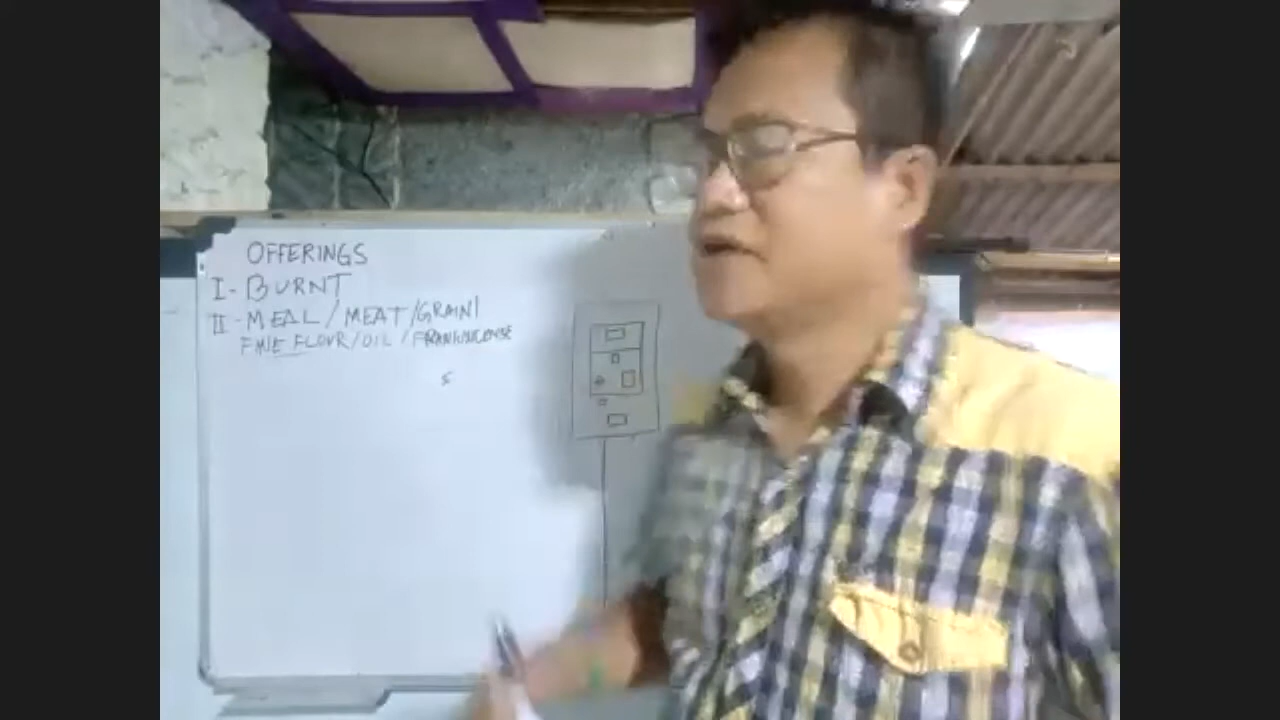 OFFERINGS
I - BURNT
II - MEAL / MEAT / GRAIN /
FINE FLOUR / OIL / FRANKINCENSE
S